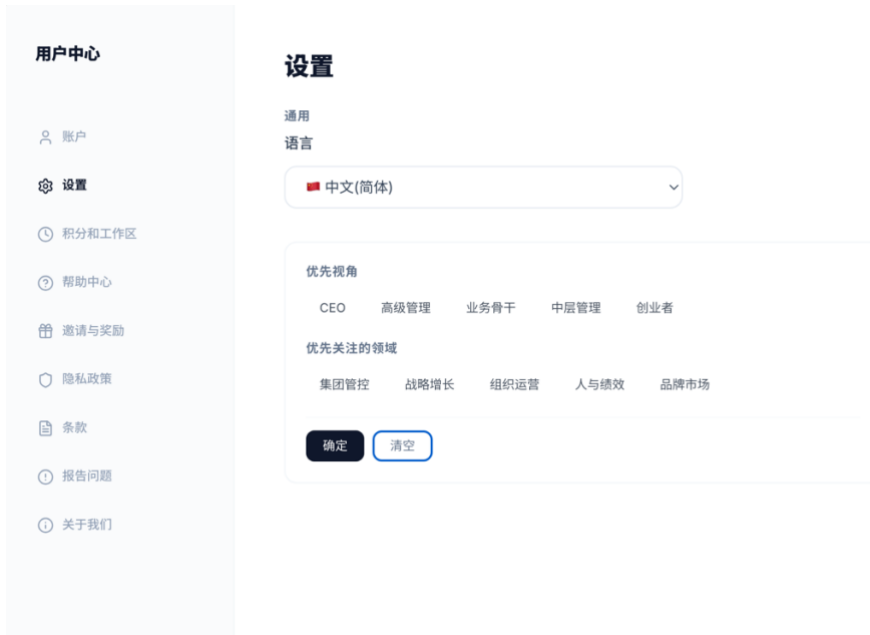 用户中心
账户
设置
积分和工作区
帮助中心
邀请与奖励
隐私政策
条款
报告问题
关于我们
设置
通用
语言
🇨🇳 中文(简体)
优先视角
CEO 高级管理 业务骨干 中层管理 创业者
优先关注的领域
集团管控 战略增长 组织运营 人与绩效 品牌市场
确定 清空